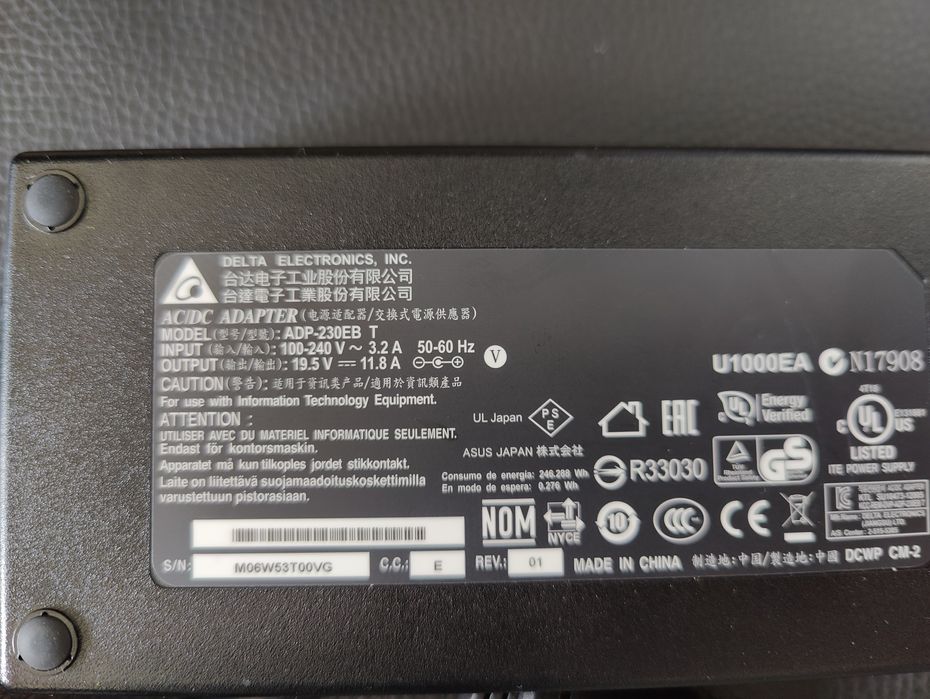 DELTA ELECTRONICS, INC.
台达电子工业股份有限公司
台達電子工業股份有限公司
AC/DC ADAPTER (电源适配器/交換式電源供應器)
MODEL(型号/型號): ADP-230EB T
INPUT (输入/輸入): 100-240 V ~ 3.2 A 50-60 Hz
OUTPUT(输出/輸出): 19.5 V 11.8 A
V
CAUTION(警告): 适用于资讯类产品/適用於資訊類產品
For use with Information Technology Equipment.
ATTENTION :
UTILISER AVEC DU MATERIEL INFORMATIQUE SEULEMENT.
Endast för kontorsmaskin.
Apparatet må kun tilkoples jordet stikkontakt.
Laite on liitettävä suojamaadoituskoskettimilla
varustettuun pistorasiaan.
U1000EA N17908
UL Japan PS E
EAC
UL Energy Verified
4T16
c UL US
E131881
LISTED
ITE POWER SUPPLY
ASUS JAPAN 株式会社
R33030
TÜV Rheinland GS
Consumo de energía: 246.288 Wh
En modo de espera: 0.276 Wh
NOM
NYCE
10
CCC
CE
S/N: M06W53T00VG
C.C.: E
REV.: 01
MADE IN CHINA 制造地:中国/製造地:中國 DCWP CM-2